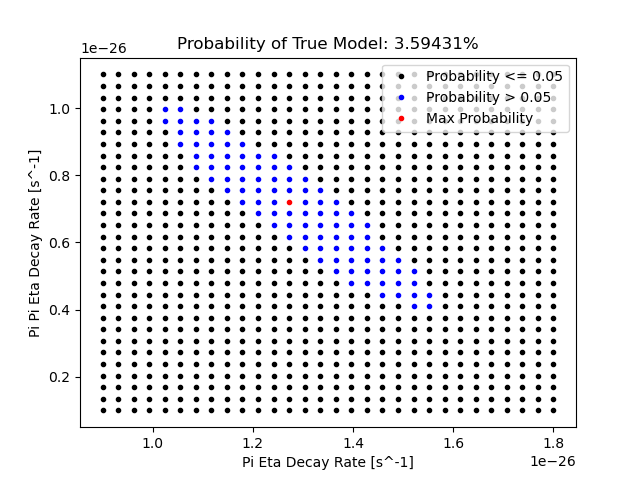 Probability of True Model: 3.59431%
1e−26
Probability <= 0.05
Probability > 0.05
Max Probability
1.0
0.8
0.6
0.4
0.2
Pi Pi Eta Decay Rate [s^-1]
1.0 1.2 1.4 1.6 1.8
Pi Eta Decay Rate [s^-1]
1e−26